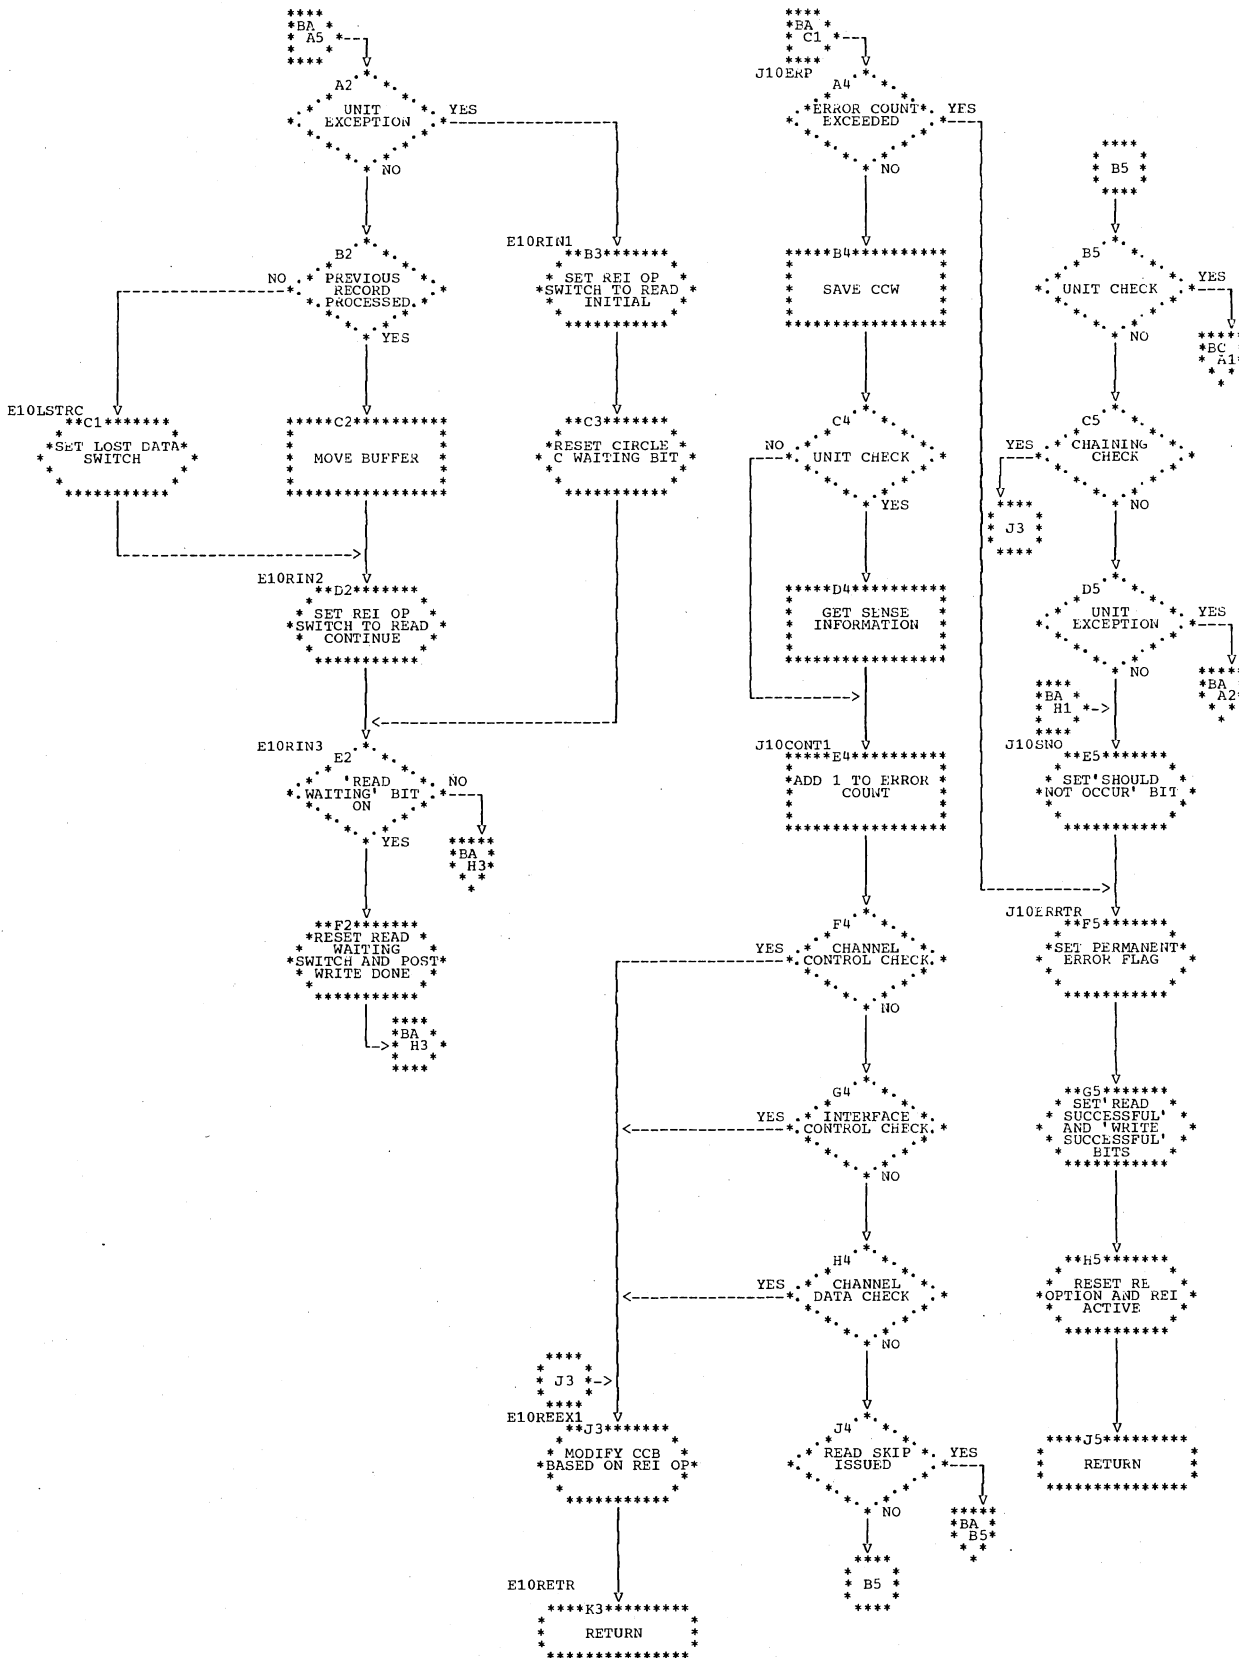 BA
A5
A2
UNIT
EXCEPTION
YES
NO
B2
PREVIOUS
RECORD
PROCESSED
NO
YES
E10RIN1
B3
SET REI OP
SWITCH TO READ
INITIAL
E10LSTRC
C1
SET LOST DATA
SWITCH
C2
MOVE BUFFER
C3
RESET CIRCLE
C WAITING BIT
E10RIN2
D2
SET REI OP
SWITCH TO READ
CONTINUE
E10RIN3
E2
'READ
WAITING' BIT
ON
NO
YES
BA
H3
F2
RESET READ
WAITING
SWITCH AND POST
WRITE DONE
BA
H3
BA
C1
J10ERP
A4
ERROR COUNT
EXCEEDED
YES
NO
B4
SAVE CCW
C4
UNIT CHECK
NO
YES
D4
GET SENSE
INFORMATION
J10CONT1
E4
ADD 1 TO ERROR
COUNT
F4
CHANNEL
CONTROL CHECK
YES
NO
G4
INTERFACE
CONTROL CHECK
YES
NO
H4
CHANNEL
DATA CHECK
YES
NO
J3
E10REEX1
J3
MODIFY CCB
BASED ON REI OP
E10RETR
K3
RETURN
J4
READ SKIP
ISSUED
YES
NO
BA
B5
B5
B5
B5
UNIT CHECK
YES
NO
BC
A1
C5
CHAINING
CHECK
YES
NO
J3
D5
UNIT
EXCEPTION
YES
NO
BA
A2
BA
H1
J10SNO
E5
SET'SHOULD
NOT OCCUR' BIT
J10ERRTR
F5
SET PERMANENT
ERROR FLAG
G5
SET'READ
SUCCESSFUL'
AND 'WRITE
SUCCESSFUL'
BITS
H5
RESET RE
OPTION AND REI
ACTIVE
J5
RETURN